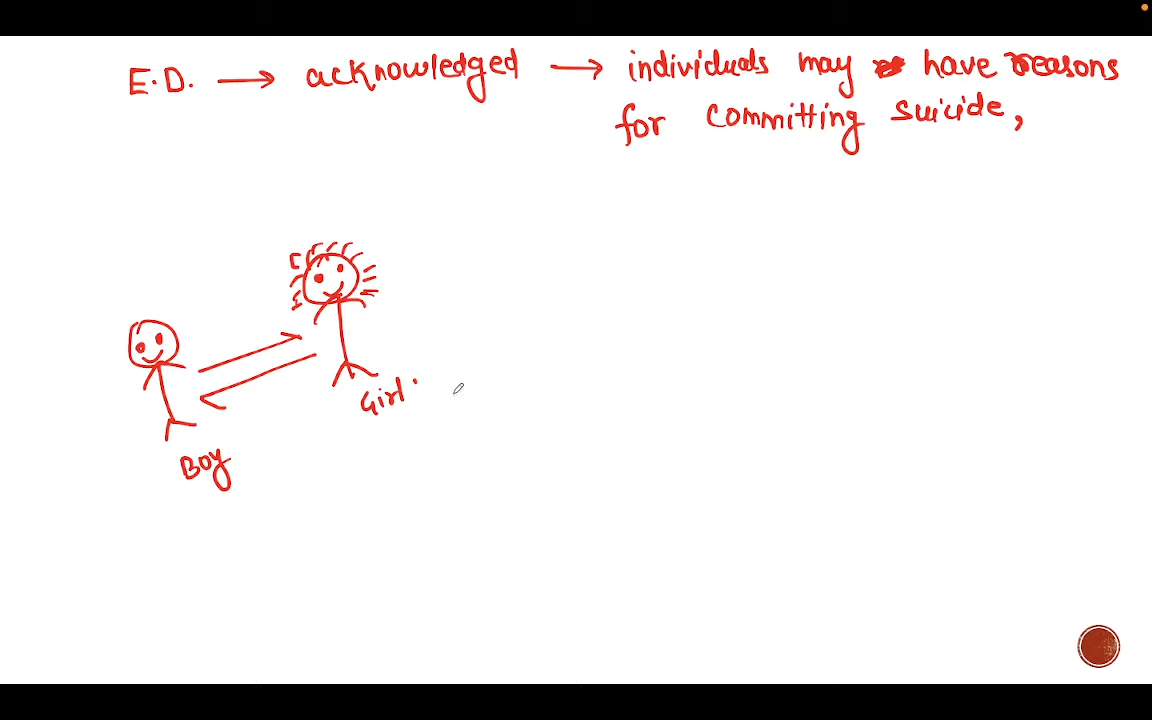 E.D. → acknowledged → individuals may have reasons
for committing suicide,
Girl
Boy